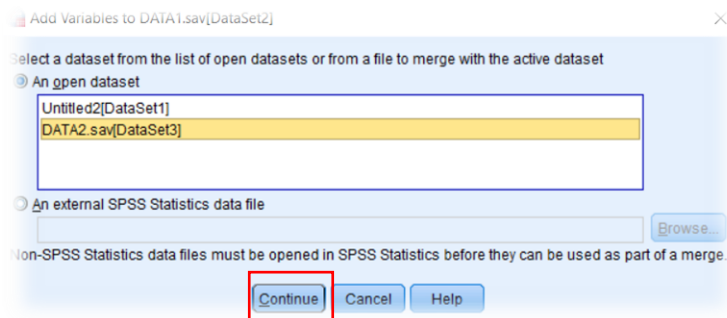 Add Variables to DATA1.sav[DataSet2]
Select a dataset from the list of open datasets or from a file to merge with the active dataset
An open dataset
Untitled2[DataSet1]
DATA2.sav[DataSet3]
An external SPSS Statistics data file
Browse...
Non-SPSS Statistics data files must be opened in SPSS Statistics before they can be used as part of a merge.
Continue Cancel Help